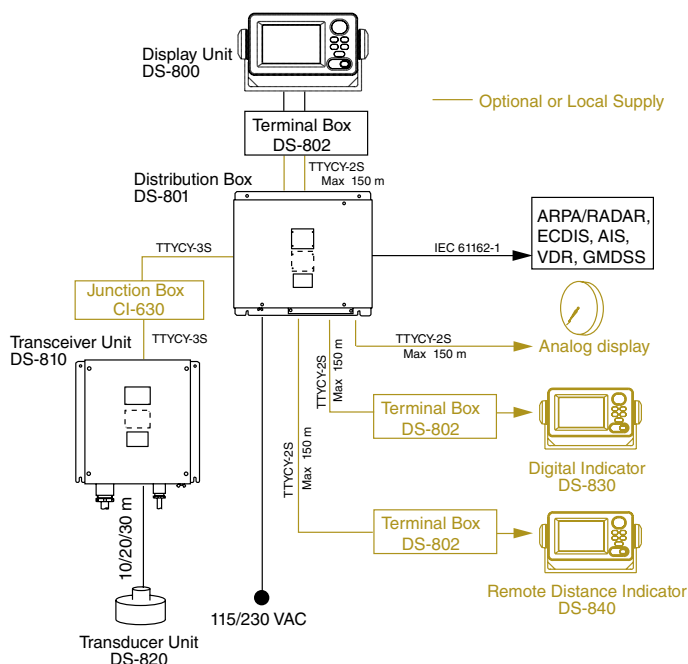 Display Unit
DS-800
Optional or Local Supply
Terminal Box
DS-802
TTYCY-2S
Max 150 m
Distribution Box
DS-801
TTYCY-3S
IEC 61162-1
ARPA/RADAR,
ECDIS, AIS,
VDR, GMDSS
Junction Box
CI-630
TTYCY-3S
Transceiver Unit
DS-810
TTYCY-2S
Max 150 m
Analog display
TTYCY-2S
Max 150 m
Terminal Box
DS-802
Digital Indicator
DS-830
TTYCY-2S
Max 150 m
Terminal Box
DS-802
Remote Distance Indicator
DS-840
10/20/30 m
115/230 VAC
Transducer Unit
DS-820